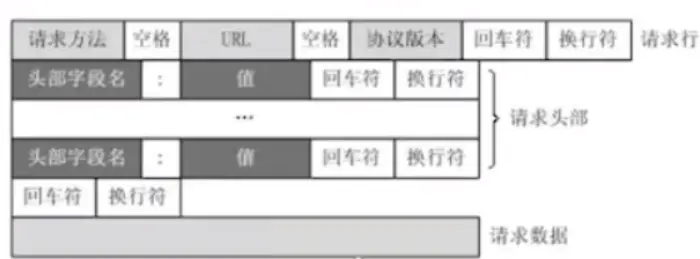 请求方法 空格 URL 空格 协议版本 回车符 换行符 请求行
头部字段名 : 值 回车符 换行符
...
请求头部
头部字段名 : 值 回车符 换行符
回车符 换行符
请求数据